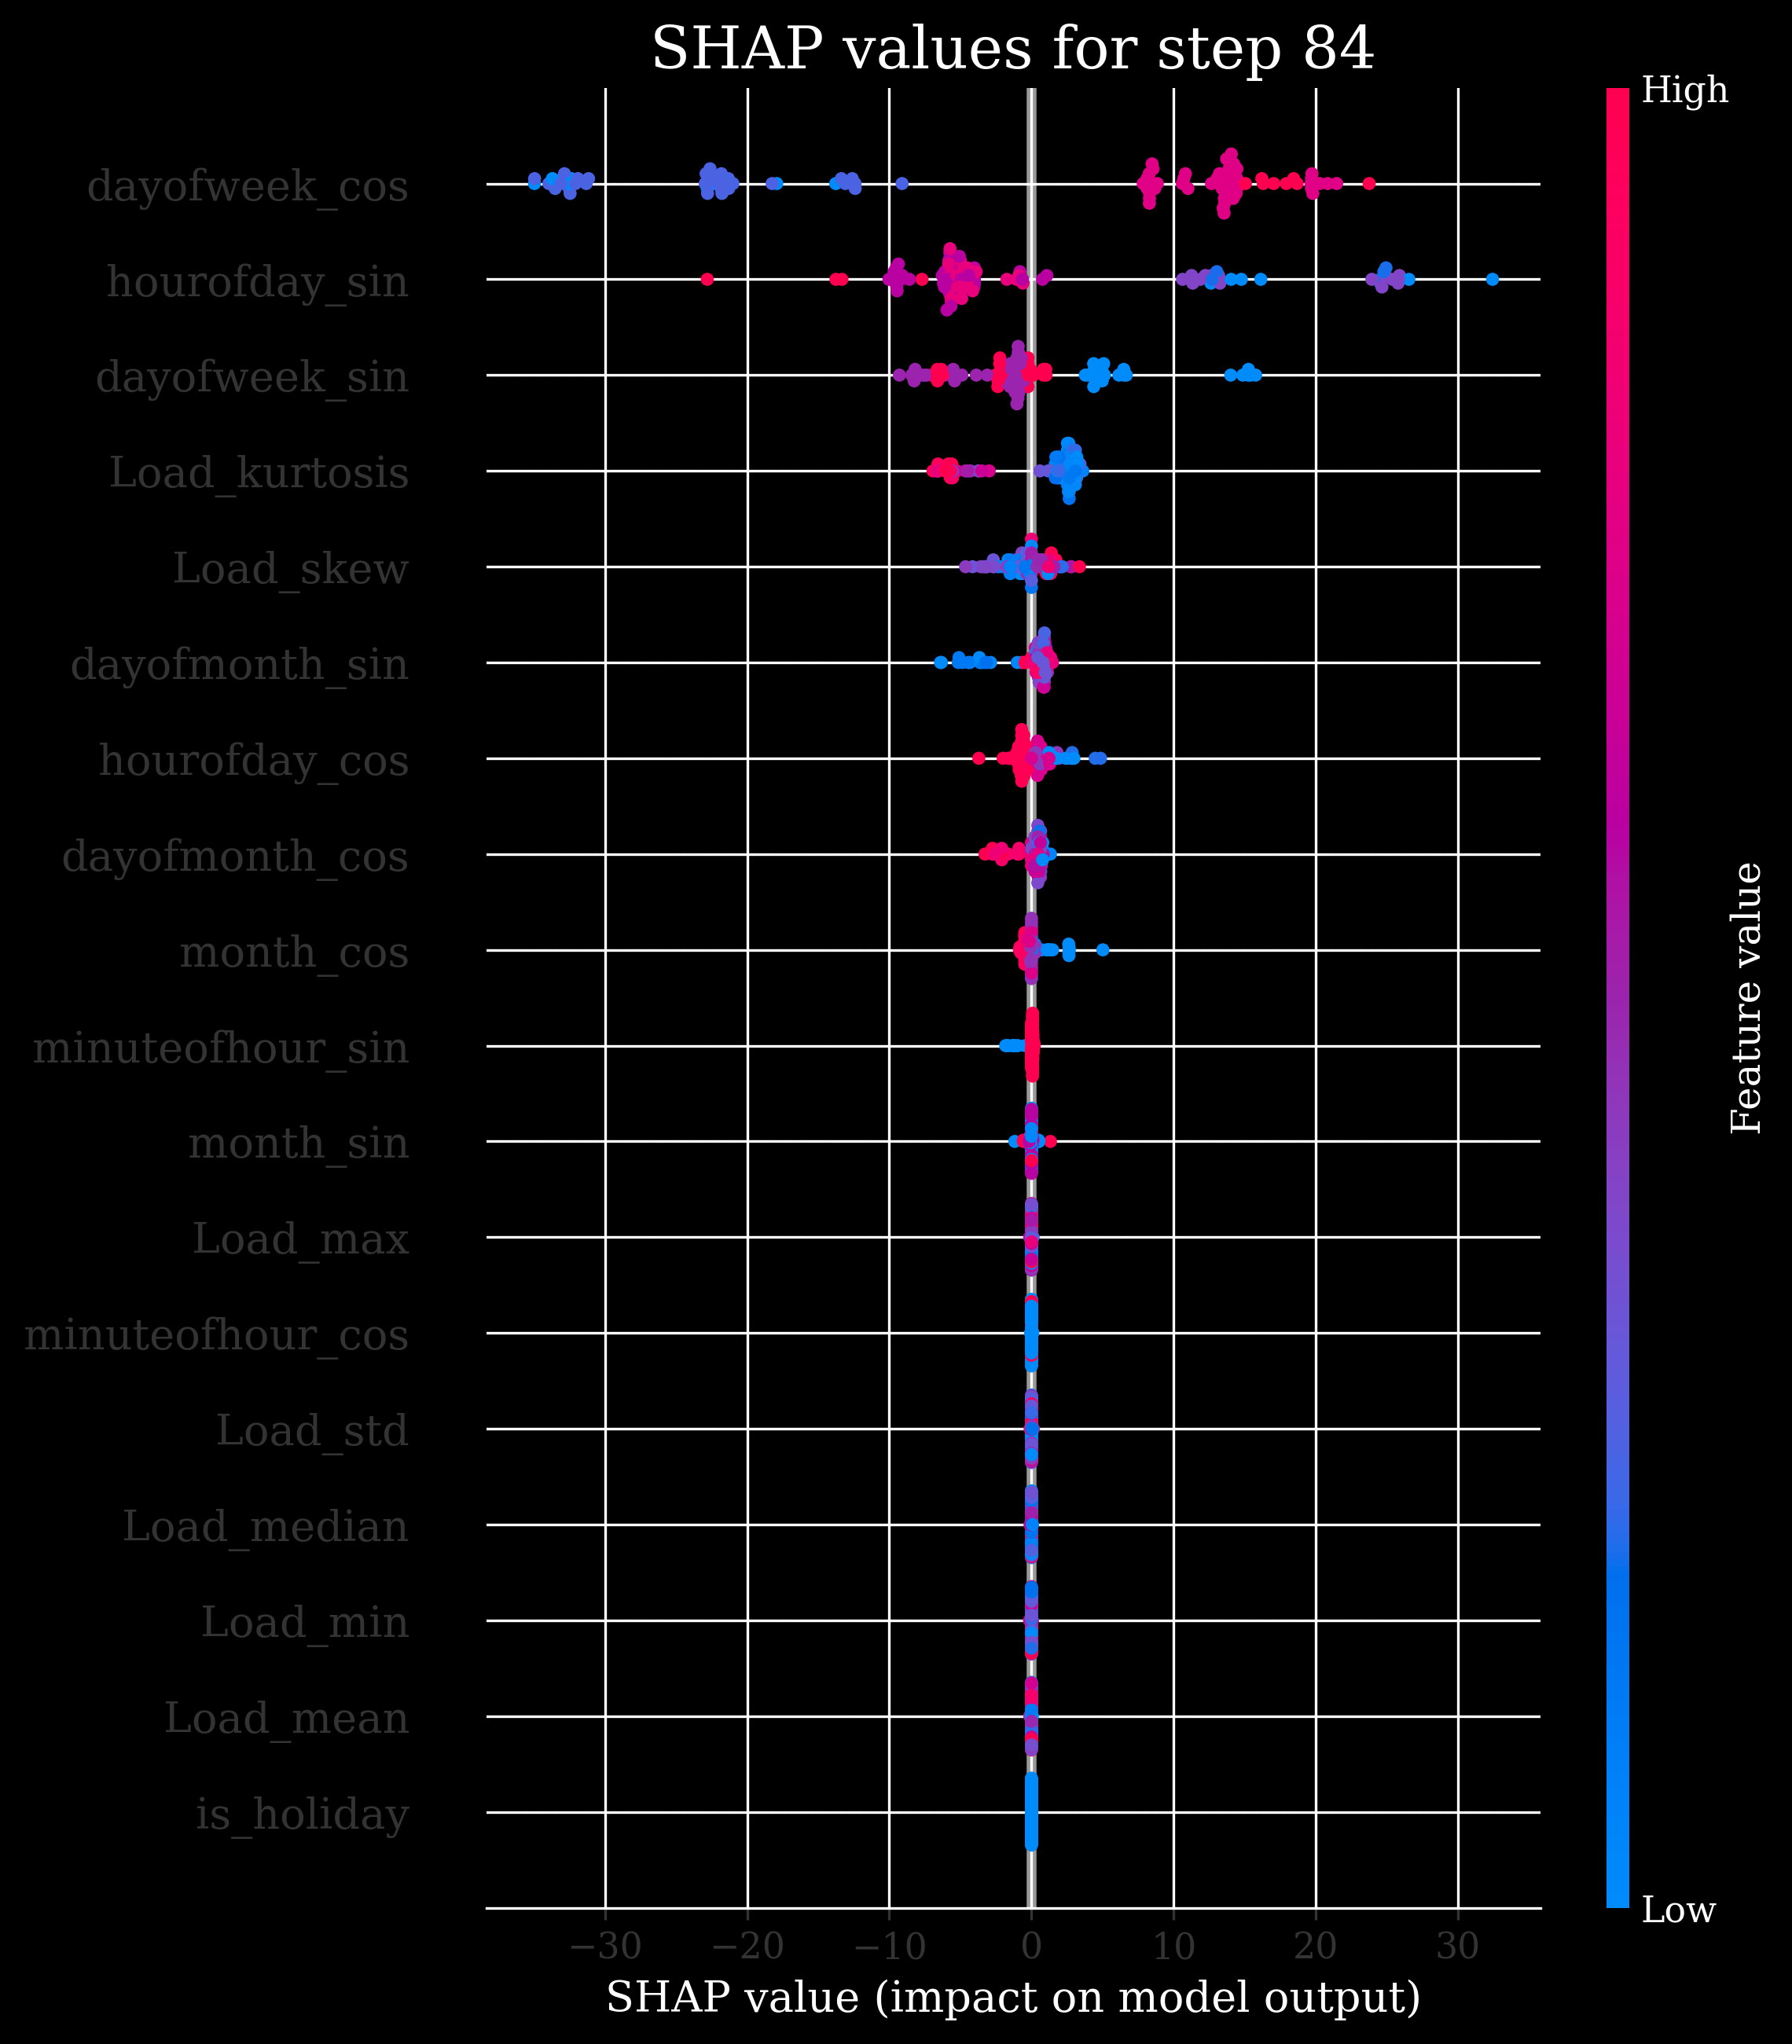 SHAP values for step 84
High
dayofweek_cos
hourofday_sin
dayofweek_sin
Load_kurtosis
Load_skew
dayofmonth_sin
hourofday_cos
dayofmonth_cos
month_cos
minuteofhour_sin
month_sin
Load_max
minuteofhour_cos
Load_std
Load_median
Load_min
Load_mean
is_holiday
Feature value
Low
−30 −20 −10 0 10 20 30
SHAP value (impact on model output)